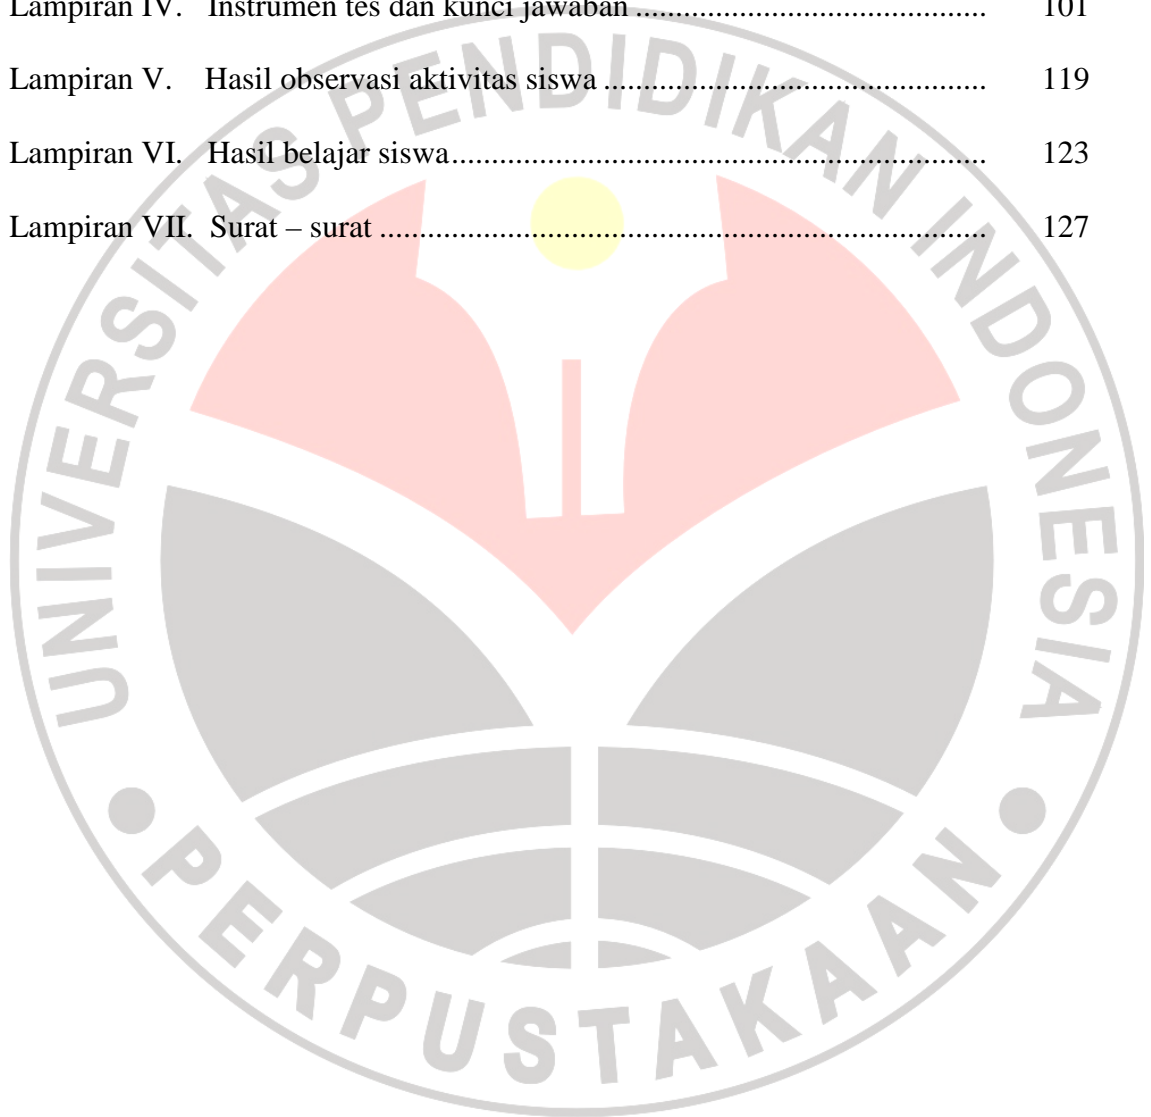 Lampiran IV. Instrumen tes dan kunci jawaban ............................................ 101
Lampiran V. Hasil observasi aktivitas siswa ................................................ 119
Lampiran VI. Hasil belajar siswa................................................................... 123
Lampiran VII. Surat – surat ............................................................................ 127
UNIVERSITAS PENDIDIKAN INDONESIA
PERPUSTAKAAN